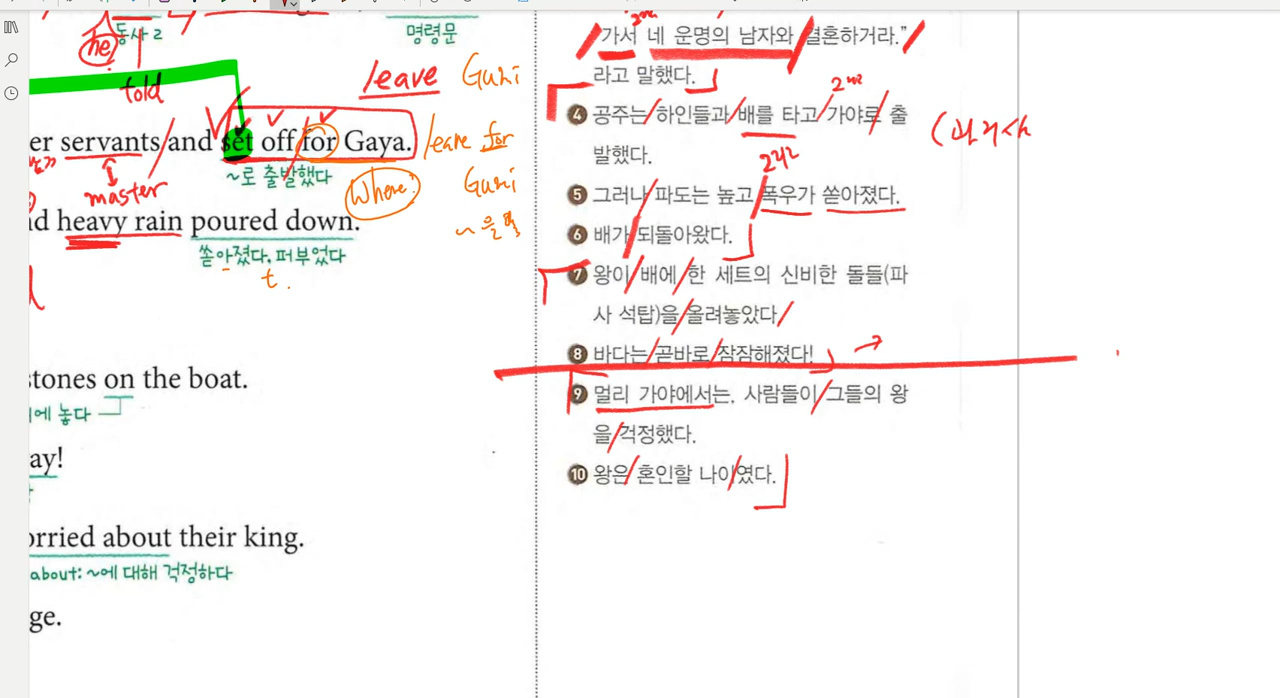 동사 2
명령문
he
told
leave Guri
er servants and set off for Gaya.
leave for
Guri
~로 출발했다
master
Where?
nd heavy rain poured down.
쏟아졌다, 퍼부었다
t.
stones on the boat.
에 놓다
ay!
orried about their king.
about: ~에 대해 걱정하다
ge.
가서 네 운명의 남자와 결혼하거라.”
라고 말했다.
④ 공주는 하인들과 배를 타고 가야로 출
발했다.
⑤ 그러나 파도는 높고 폭우가 쏟아졌다.
⑥ 배가 되돌아왔다.
⑦ 왕이 배에 한 세트의 신비한 돌들(파
사 석탑)을 올려놓았다
⑧ 바다는 곧바로 잠잠해졌다!
⑨ 멀리 가야에서는, 사람들이 그들의 왕
을 걱정했다.
⑩ 왕은 혼인할 나이였다.